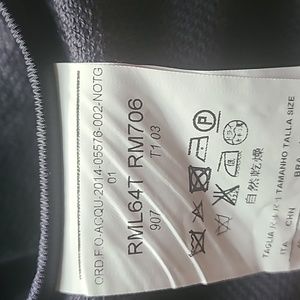 ORD.F.O.ACQU-2014-05576-002-NOTG
01
RML64T RM706
907 T1 03
P
自然乾燥
TAGLIA
TAMANHO TALLA
ITA CHN BRA